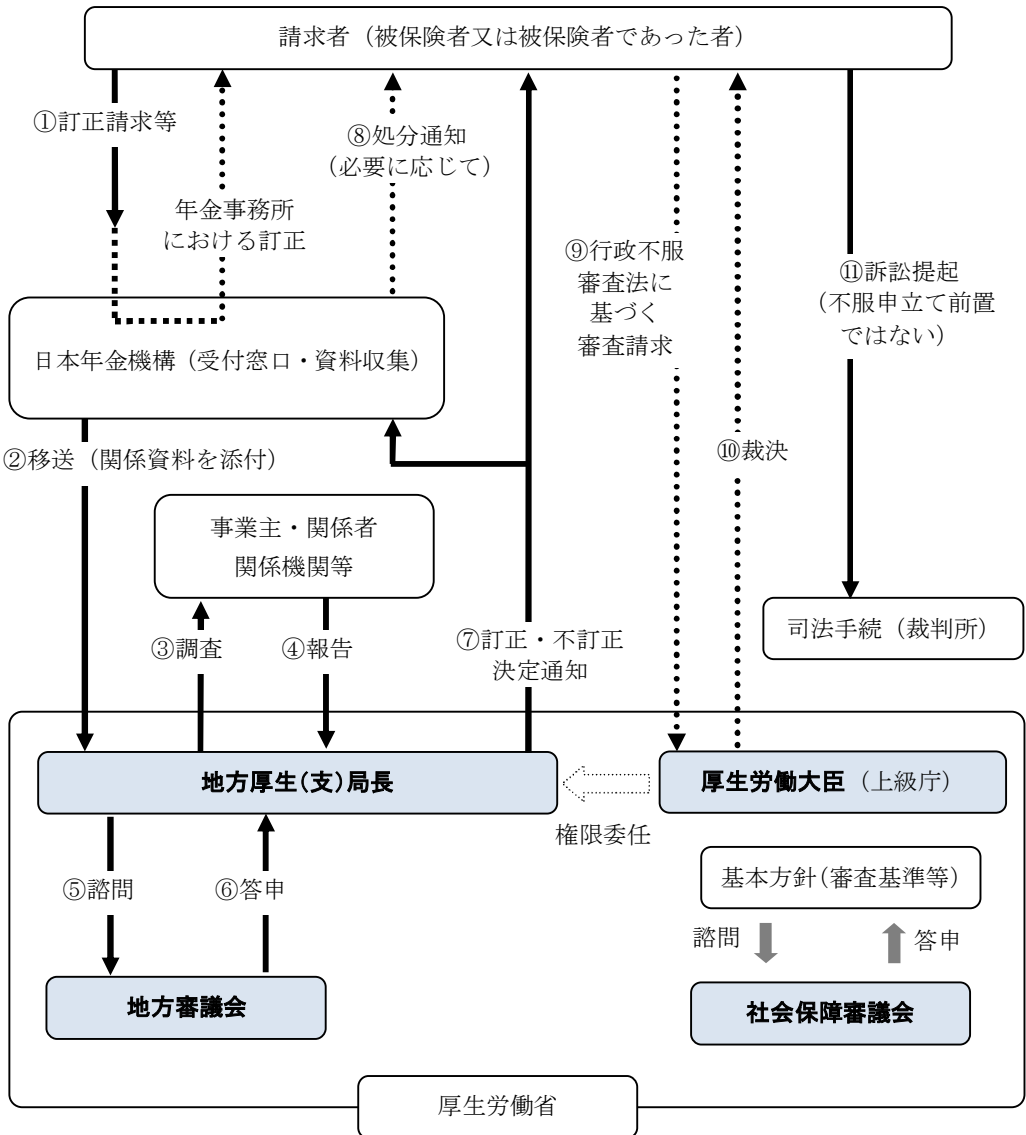 請求者（被保険者又は被保険者であった者）
①訂正請求等
⑧処分通知
（必要に応じて）
年金事務所
における訂正
⑨行政不服
審査法に
基づく
審査請求
⑪訴訟提起
（不服申立て前置
ではない）
日本年金機構（受付窓口・資料収集）
②移送（関係資料を添付）
⑩裁決
事業主・関係者
関係機関等
③調査
④報告
⑦訂正・不訂正
決定通知
司法手続（裁判所）
地方厚生(支)局長
厚生労働大臣（上級庁）
権限委任
基本方針(審査基準等)
⑤諮問
⑥答申
諮問
答申
地方審議会
社会保障審議会
厚生労働省